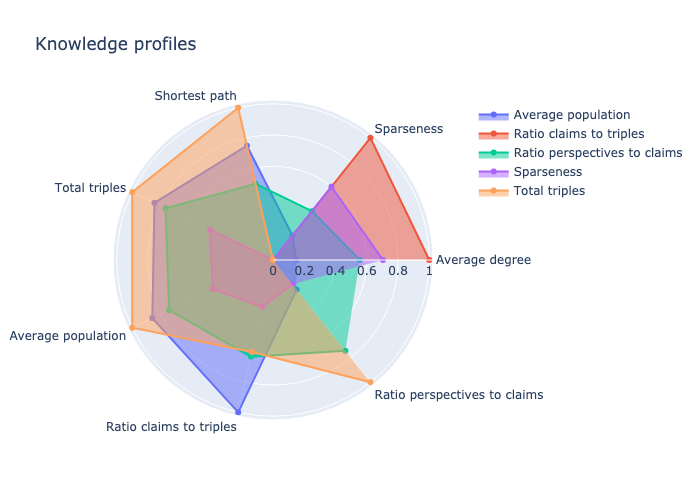 Knowledge profiles
Shortest path
Sparseness
Total triples
Average degree
0 0.2 0.4 0.6 0.8 1
Average population
Ratio perspectives to claims
Ratio claims to triples
Average population
Ratio claims to triples
Ratio perspectives to claims
Sparseness
Total triples